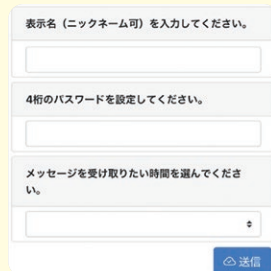 表示名（ニックネーム可）を入力してください。
4桁のパスワードを設定してください。
メッセージを受け取りたい時間を選んでくださ
い。
送信